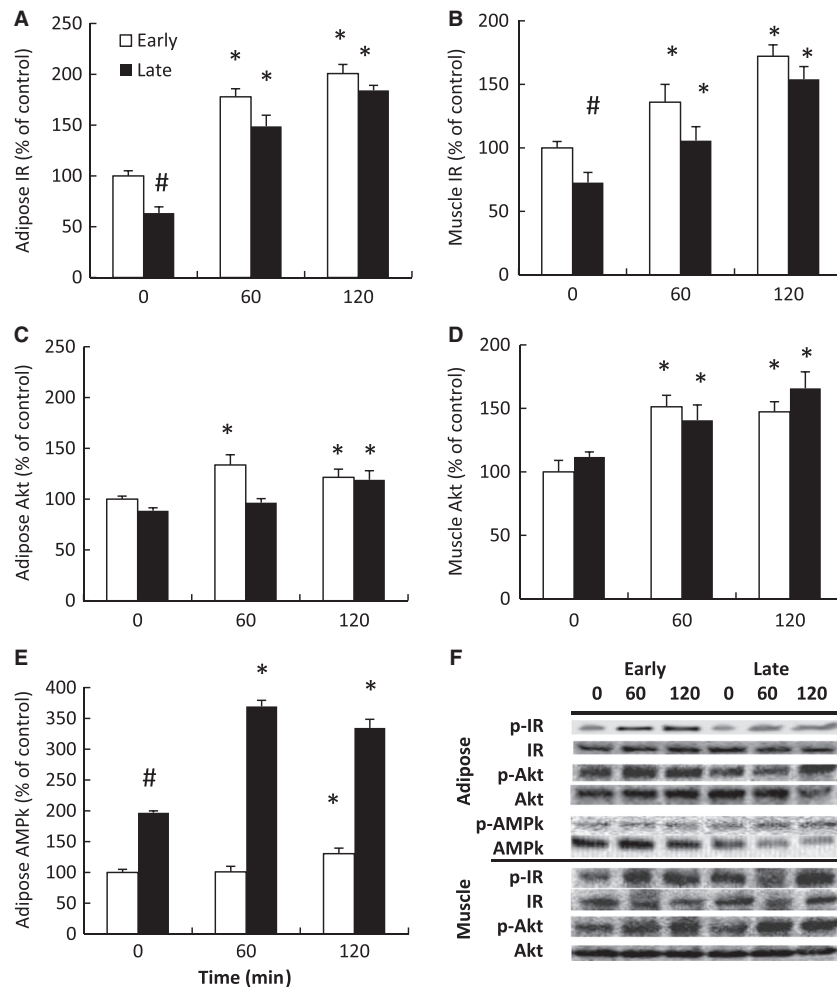 A
Adipose IR (% of control)
250
200
150
100
50
0
Early
Late
* * * *
#
0 60 120
B
Muscle IR (% of control)
200
150
100
50
0
# * * * *
0 60 120
C
Adipose Akt (% of control)
250
200
150
100
50
0
* * *
0 60 120
D
Muscle Akt (% of control)
200
150
100
50
0
* * * *
0 60 120
E
Adipose AMPk (% of control)
400
350
300
250
200
150
100
50
0
# * * *
0 60 120
Time (min)
F
Early Late
0 60 120 0 60 120
Adipose
p-IR
IR
p-Akt
Akt
p-AMPk
AMPk
Muscle
p-IR
IR
p-Akt
Akt